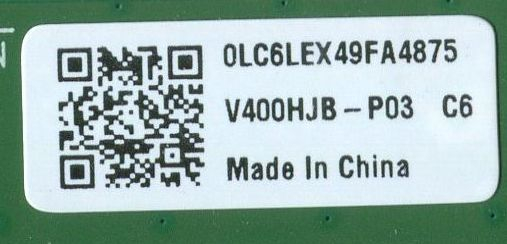 0LC6LEX49FA4875
V400HJB-P03 C6
Made In China